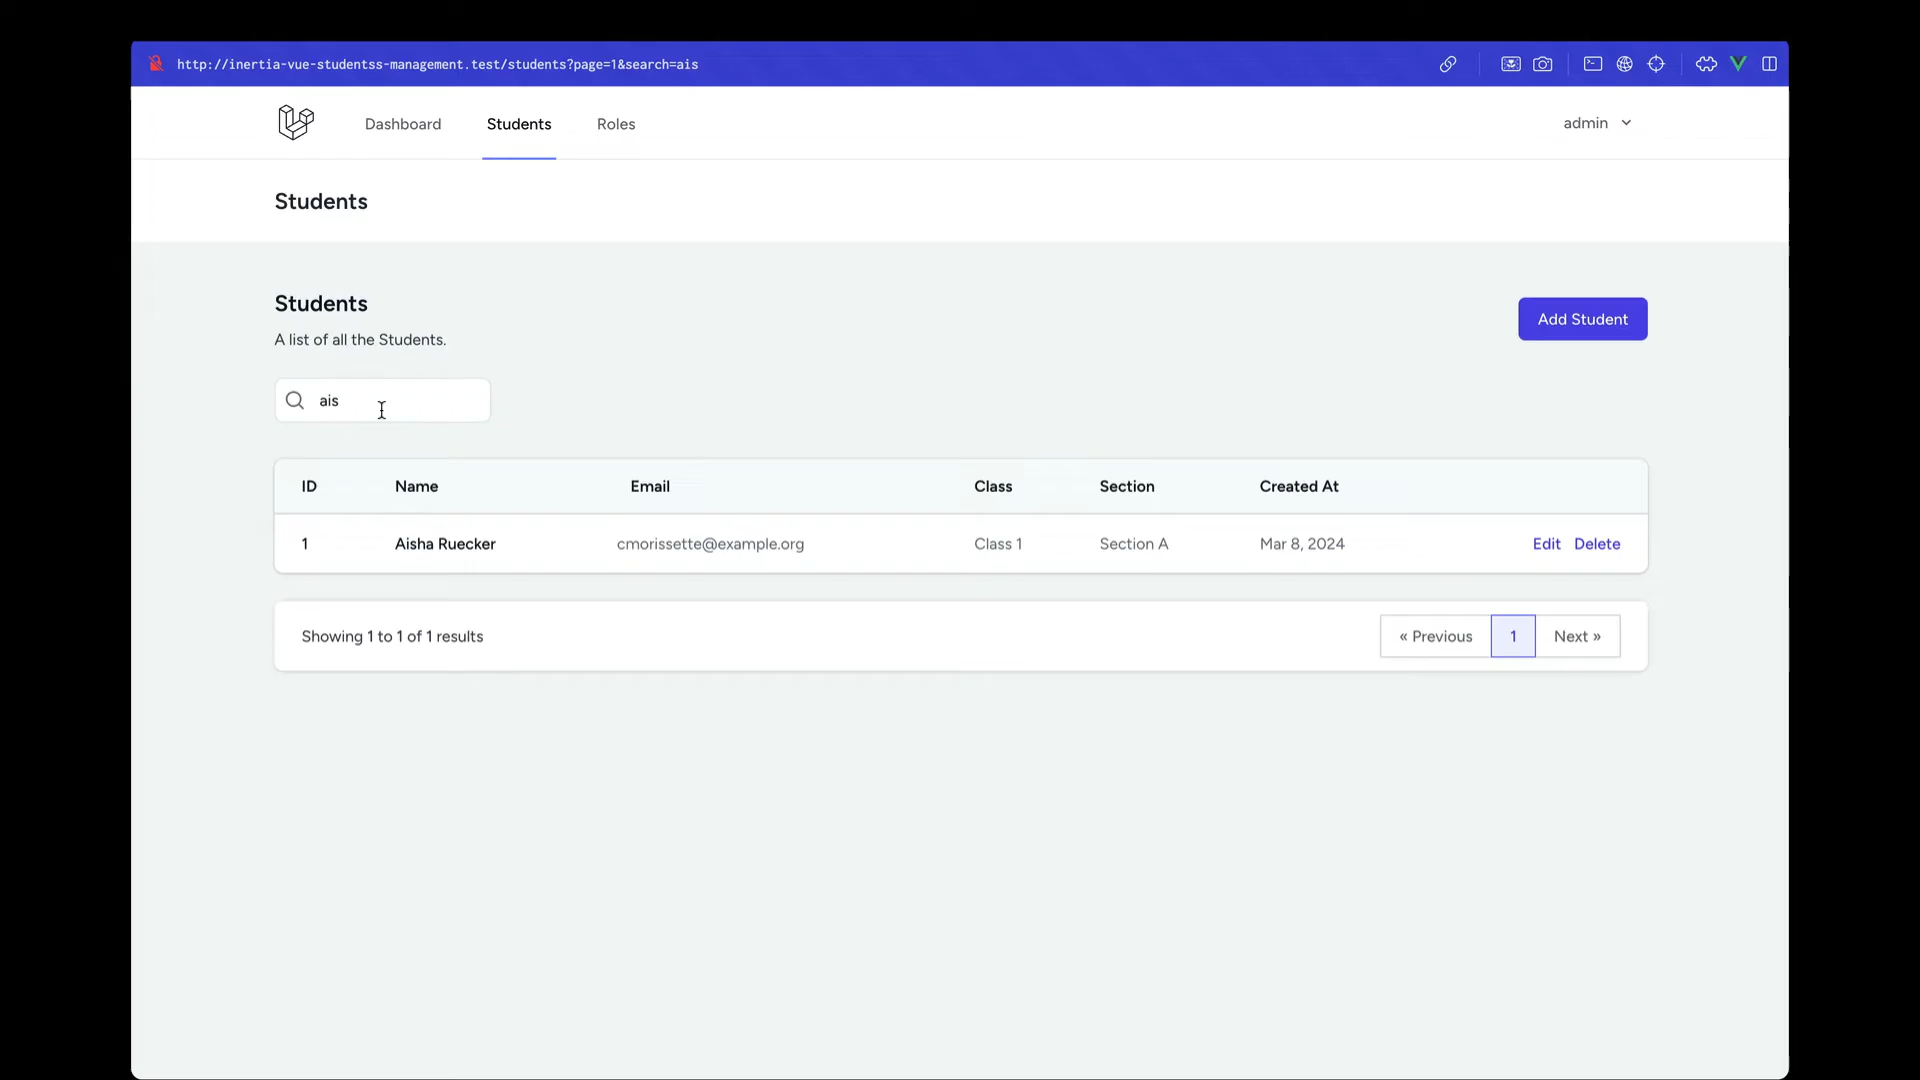 http://inertia-vue-studentss-management.test/students?page=1&search=ais
Dashboard Students Roles admin
Students
Students
A list of all the Students.
Add Student
ais
ID Name Email Class Section Created At
1 Aisha Ruecker cmorissette@example.org Class 1 Section A Mar 8, 2024 Edit Delete
Showing 1 to 1 of 1 results « Previous 1 Next »